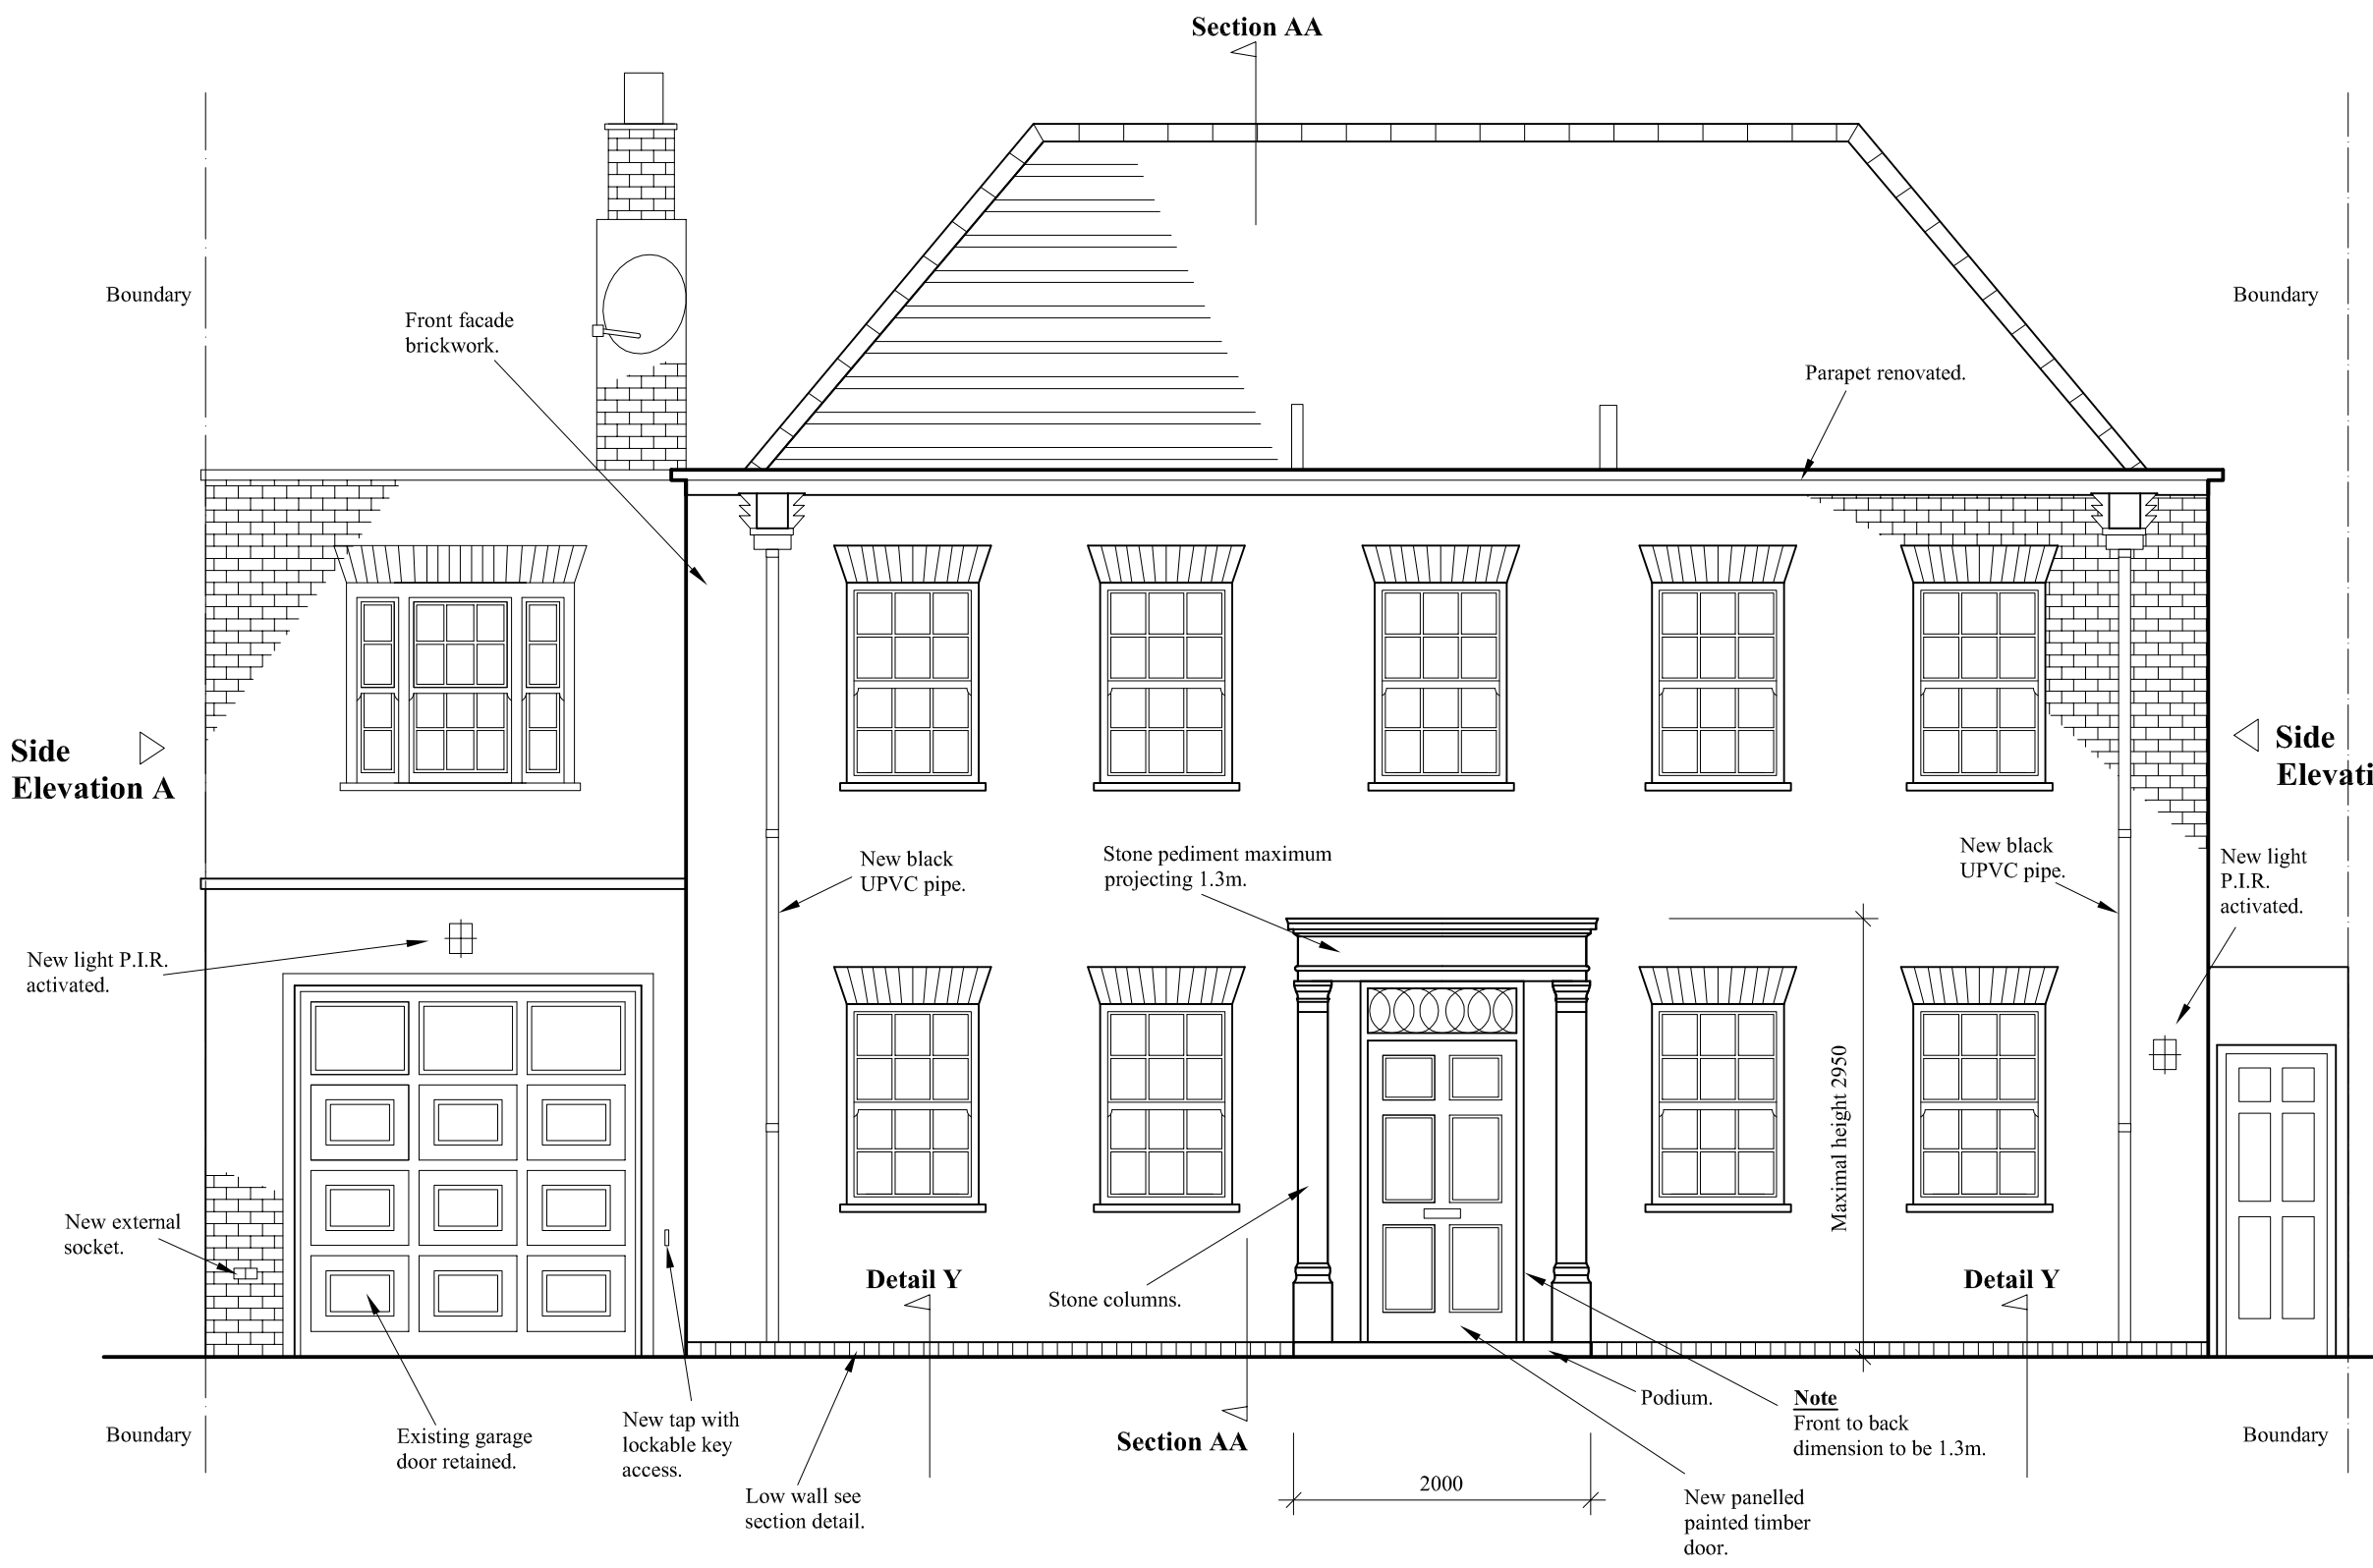 Section AA
Boundary
Boundary
Front facade
brickwork.
Parapet renovated.
Side
Elevation A
Side
Elevati
New black
UPVC pipe.
Stone pediment maximum
projecting 1.3m.
New black
UPVC pipe.
New light
P.I.R.
activated.
New light P.I.R.
activated.
Maximal height 2950
New external
socket.
Detail Y
Stone columns.
Detail Y
Boundary
Existing garage
door retained.
New tap with
lockable key
access.
Low wall see
section detail.
Section AA
2000
Podium.
Note
Front to back
dimension to be 1.3m.
New panelled
painted timber
door.
Boundary